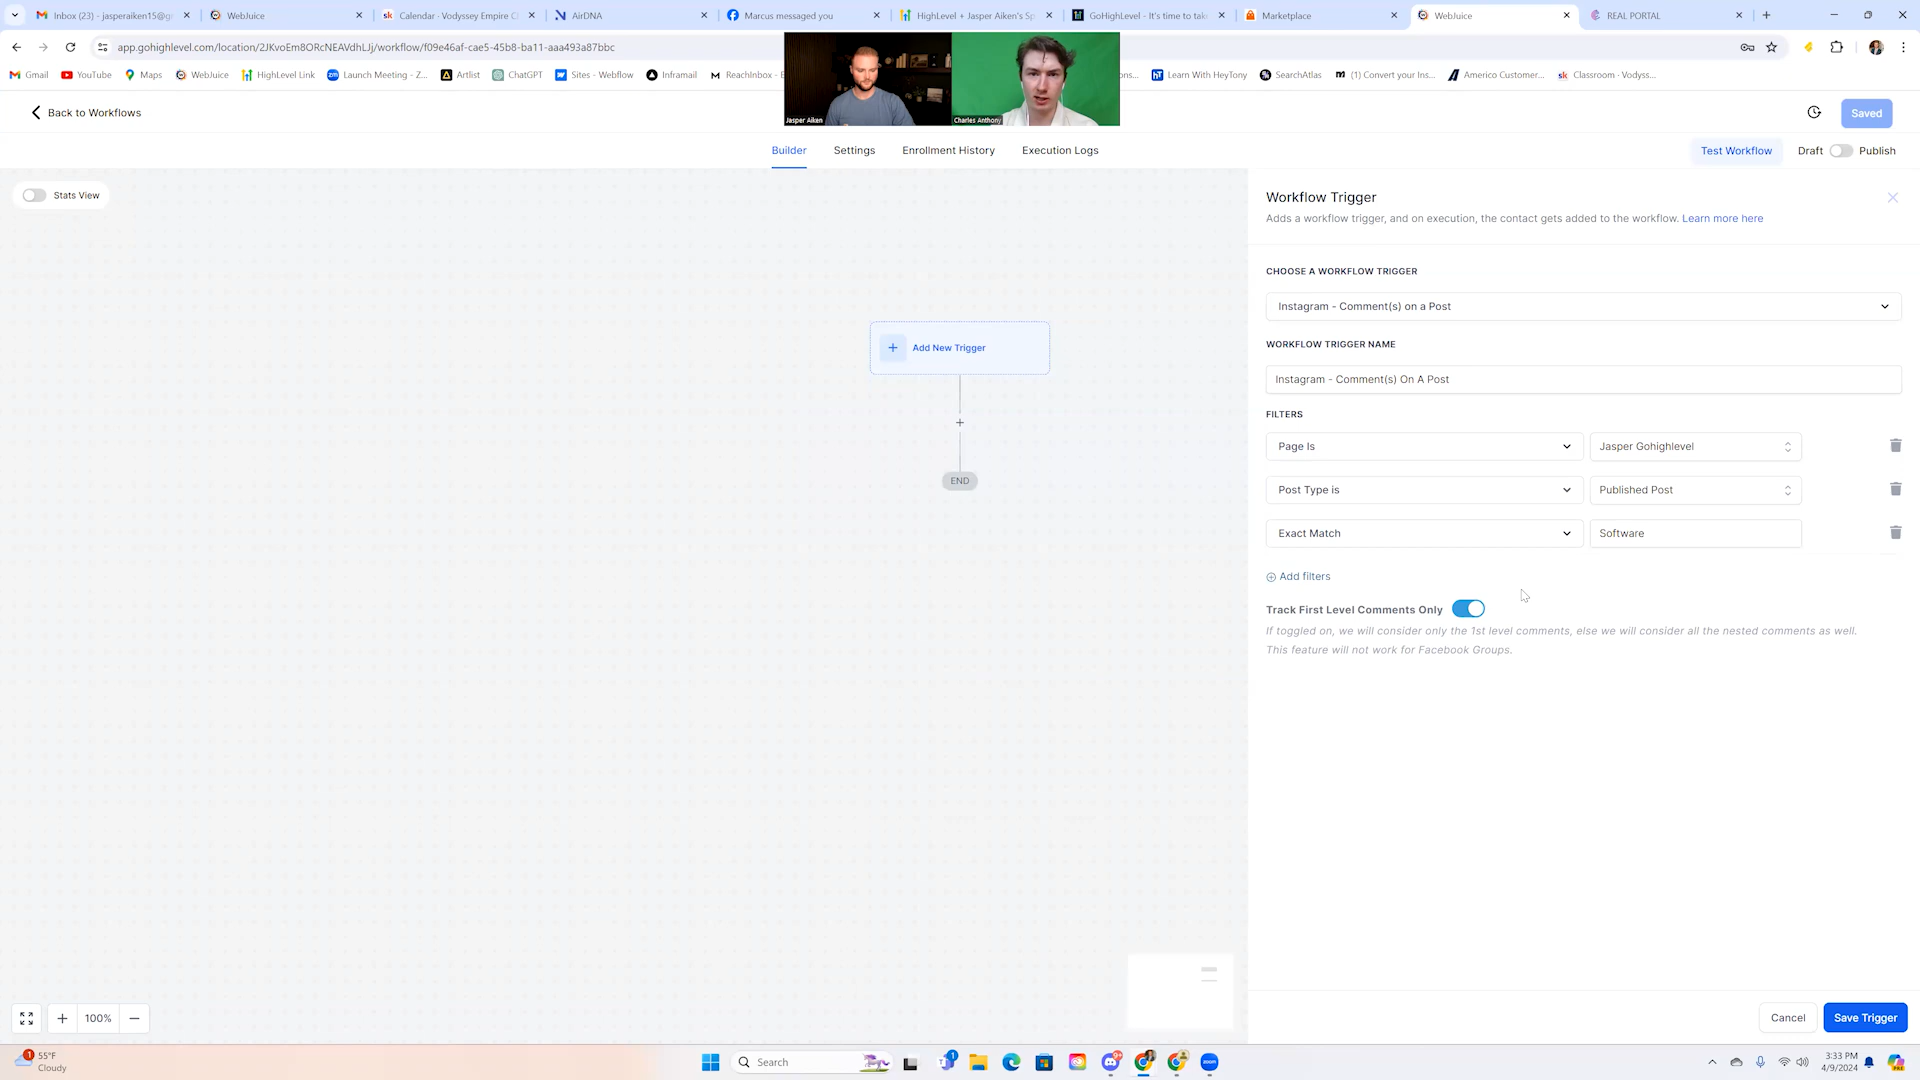 Inbox (23) - jasperaiken15@g
WebJuice
Calendar · Vodyssey Empire C
AirDNA
Marcus messaged you
HighLevel + Jasper Aiken's Sp
GoHighLevel - It's time to take
Marketplace
WebJuice
REAL PORTAL
app.gohighlevel.com/location/2JKvoEm8ORcNEAVdhLJj/workflow/f09e46af-cae5-45b8-ba11-aaa493a87bbc
Gmail
YouTube
Maps
WebJuice
HighLevel Link
Launch Meeting - Z...
Artlist
ChatGPT
Sites - Webflow
Inframail
ReachInbox - E
ons...
Learn With HeyTony
SearchAtlas
(1) Convert your Ins...
Americo Customer...
Classroom · Vodyss...
Jasper Aiken
Charles Anthony
Back to Workflows
Saved
Builder
Settings
Enrollment History
Execution Logs
Test Workflow
Draft
Publish
Stats View
Add New Trigger
END
Workflow Trigger
Adds a workflow trigger, and on execution, the contact gets added to the workflow. Learn more here
CHOOSE A WORKFLOW TRIGGER
Instagram - Comment(s) on a Post
WORKFLOW TRIGGER NAME
Instagram - Comment(s) On A Post
FILTERS
Page Is
Jasper Gohighlevel
Post Type is
Published Post
Exact Match
Software
Add filters
Track First Level Comments Only
If toggled on, we will consider only the 1st level comments, else we will consider all the nested comments as well.
This feature will not work for Facebook Groups.
100%
Cancel
Save Trigger
1
55°F
Cloudy
Search
1
9+
zoom
3:33 PM
4/9/2024